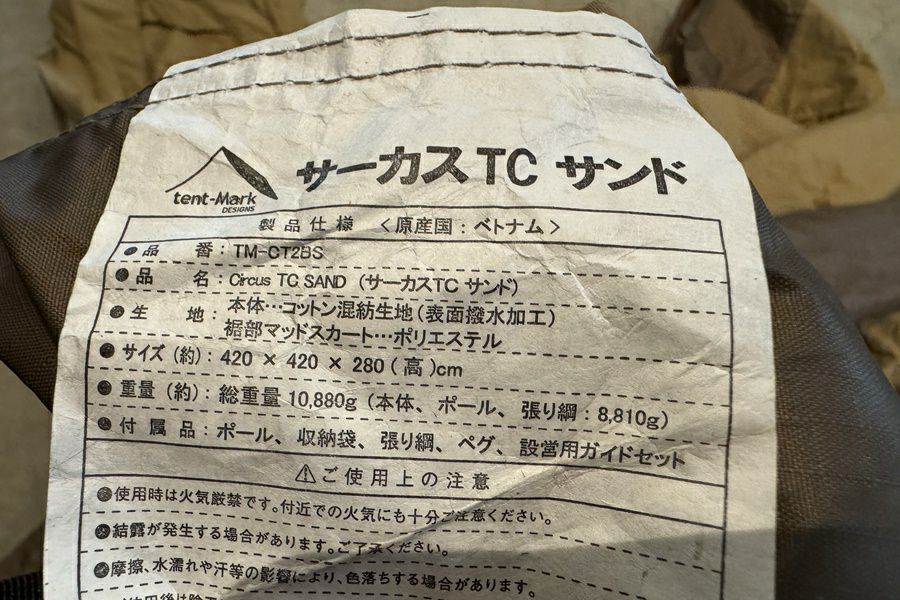 tent-Mark
DESIGNS
サーカスTC サンド
製品仕様 〈原産国:ベトナム〉
●品 番:TM-CT2BS
●品 名:Circus TC SAND (サーカスTC サンド)
●生 地:本体…コットン混紡生地(表面撥水加工)
裾部マッドスカート…ポリエステル
●サイズ(約):420 × 420 × 280(高)cm
●重量(約):総重量 10,880g(本体、ポール、張り綱:8,810g)
●付属品:ポール、収納袋、張り綱、ペグ、設営用ガイドセット
⚠ご使用上の注意
●使用時は火気厳禁です。付近での火気にも十分ご注意ください。
●結露が発生する場合があります。ご了承ください。
●摩擦、水濡れや汗等の影響により、色落ちする場合があります。